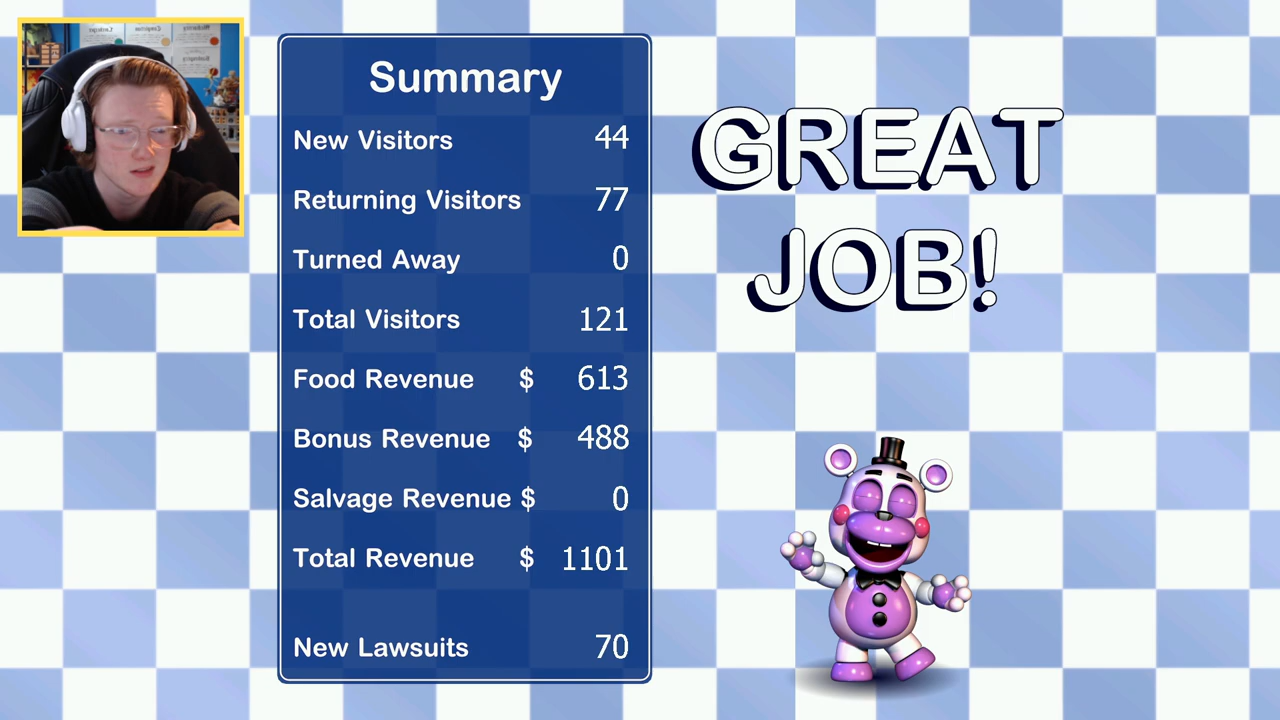 Summary
New Visitors 44
Returning Visitors 77
Turned Away 0
Total Visitors 121
Food Revenue $ 613
Bonus Revenue $ 488
Salvage Revenue $ 0
Total Revenue $ 1101
New Lawsuits 70
GREAT
JOB!